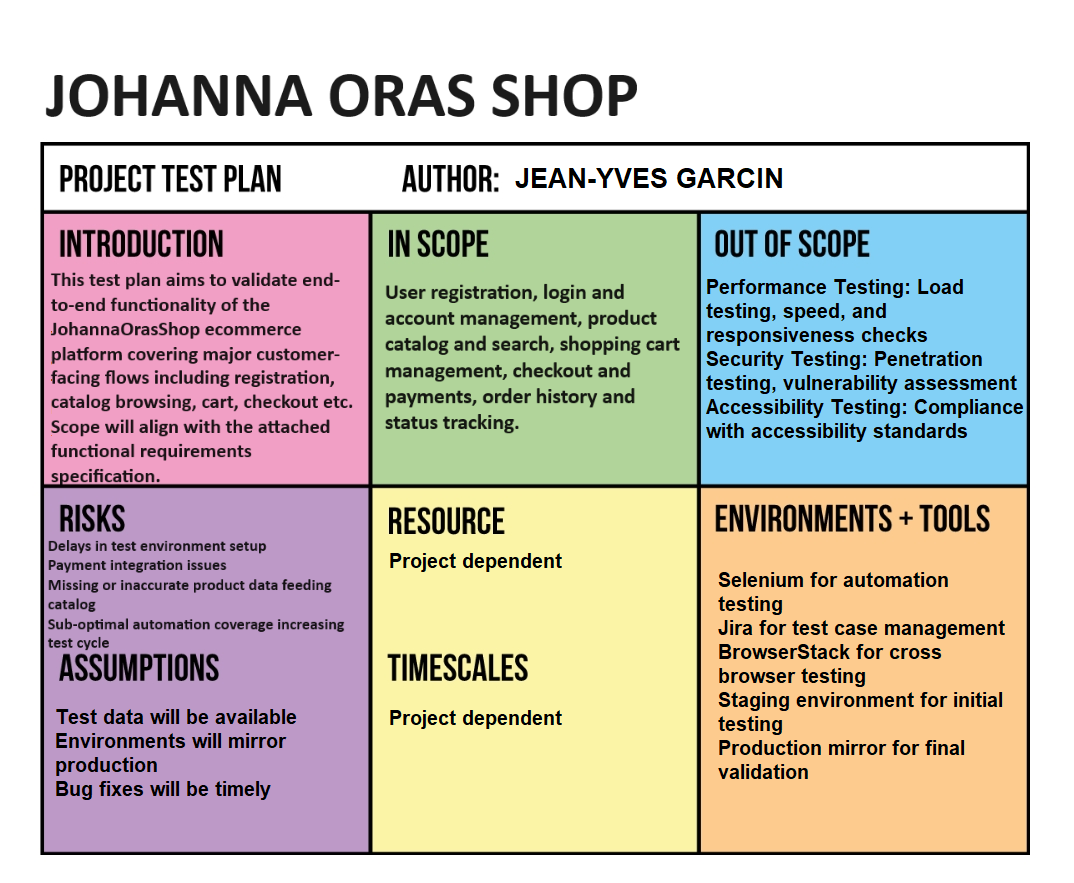 JOHANNA ORAS SHOP
PROJECT TEST PLAN
AUTHOR: JEAN-YVES GARCIN
INTRODUCTION
This test plan aims to validate end-
to-end functionality of the
JohannaOrasShop ecommerce
platform covering major customer-
facing flows including registration,
catalog browsing, cart, checkout etc.
Scope will align with the attached
functional requirements
specification.
IN SCOPE
User registration, login and
account management, product
catalog and search, shopping cart
management, checkout and
payments, order history and
status tracking.
OUT OF SCOPE
Performance Testing: Load
testing, speed, and
responsiveness checks
Security Testing: Penetration
testing, vulnerability assessment
Accessibility Testing: Compliance
with accessibility standards
RISKS
Delays in test environment setup
Payment integration issues
Missing or inaccurate product data feeding
catalog
Sub-optimal automation coverage increasing
test cycle
ASSUMPTIONS
Test data will be available
Environments will mirror
production
Bug fixes will be timely
RESOURCE
Project dependent
TIMESCALES
Project dependent
ENVIRONMENTS + TOOLS
Selenium for automation
testing
Jira for test case management
BrowserStack for cross
browser testing
Staging environment for initial
testing
Production mirror for final
validation